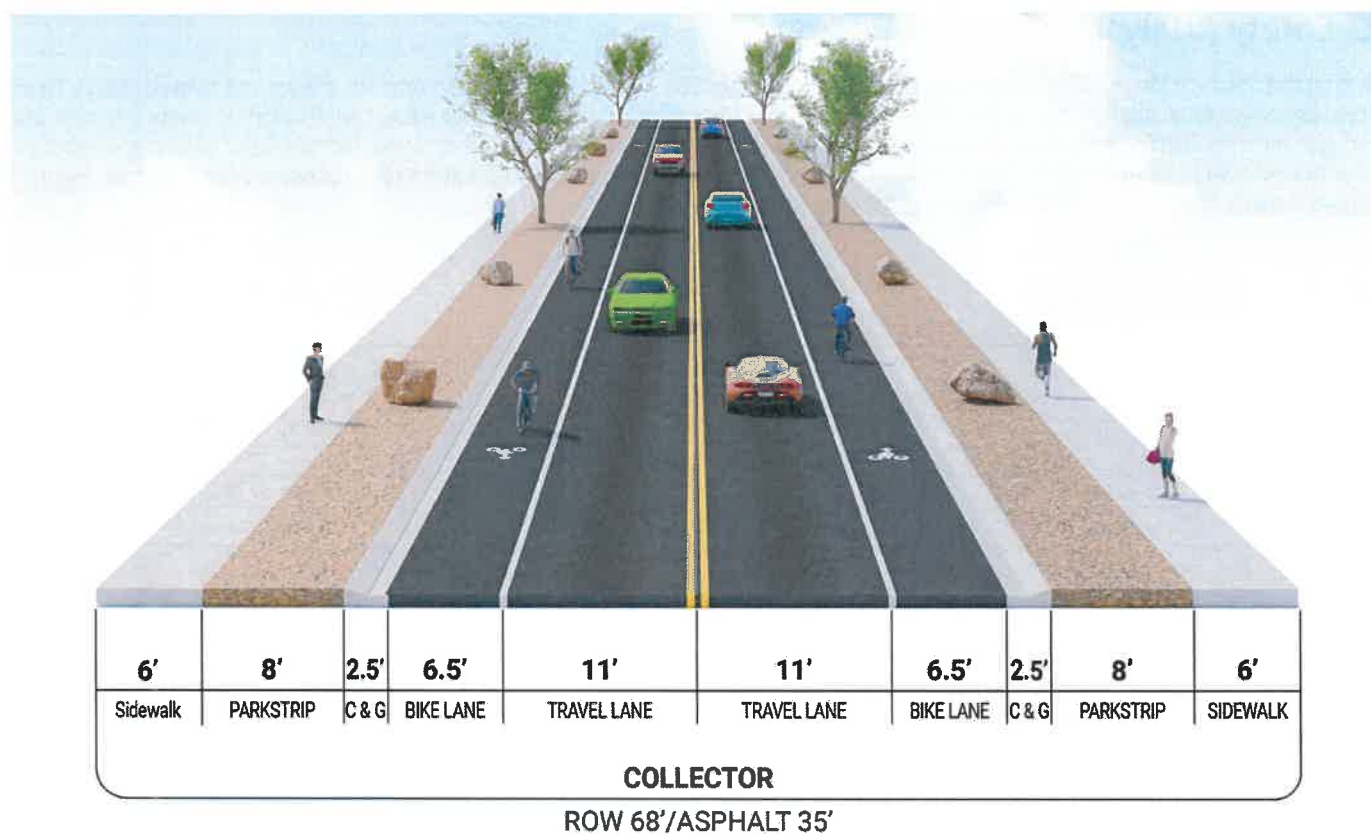 6' 8' 2.5' 6.5' 11' 11' 6.5' 2.5' 8' 6'
Sidewalk PARKSTRIP C & G BIKE LANE TRAVEL LANE TRAVEL LANE BIKE LANE C & G PARKSTRIP SIDEWALK
COLLECTOR
ROW 68'/ASPHALT 35'